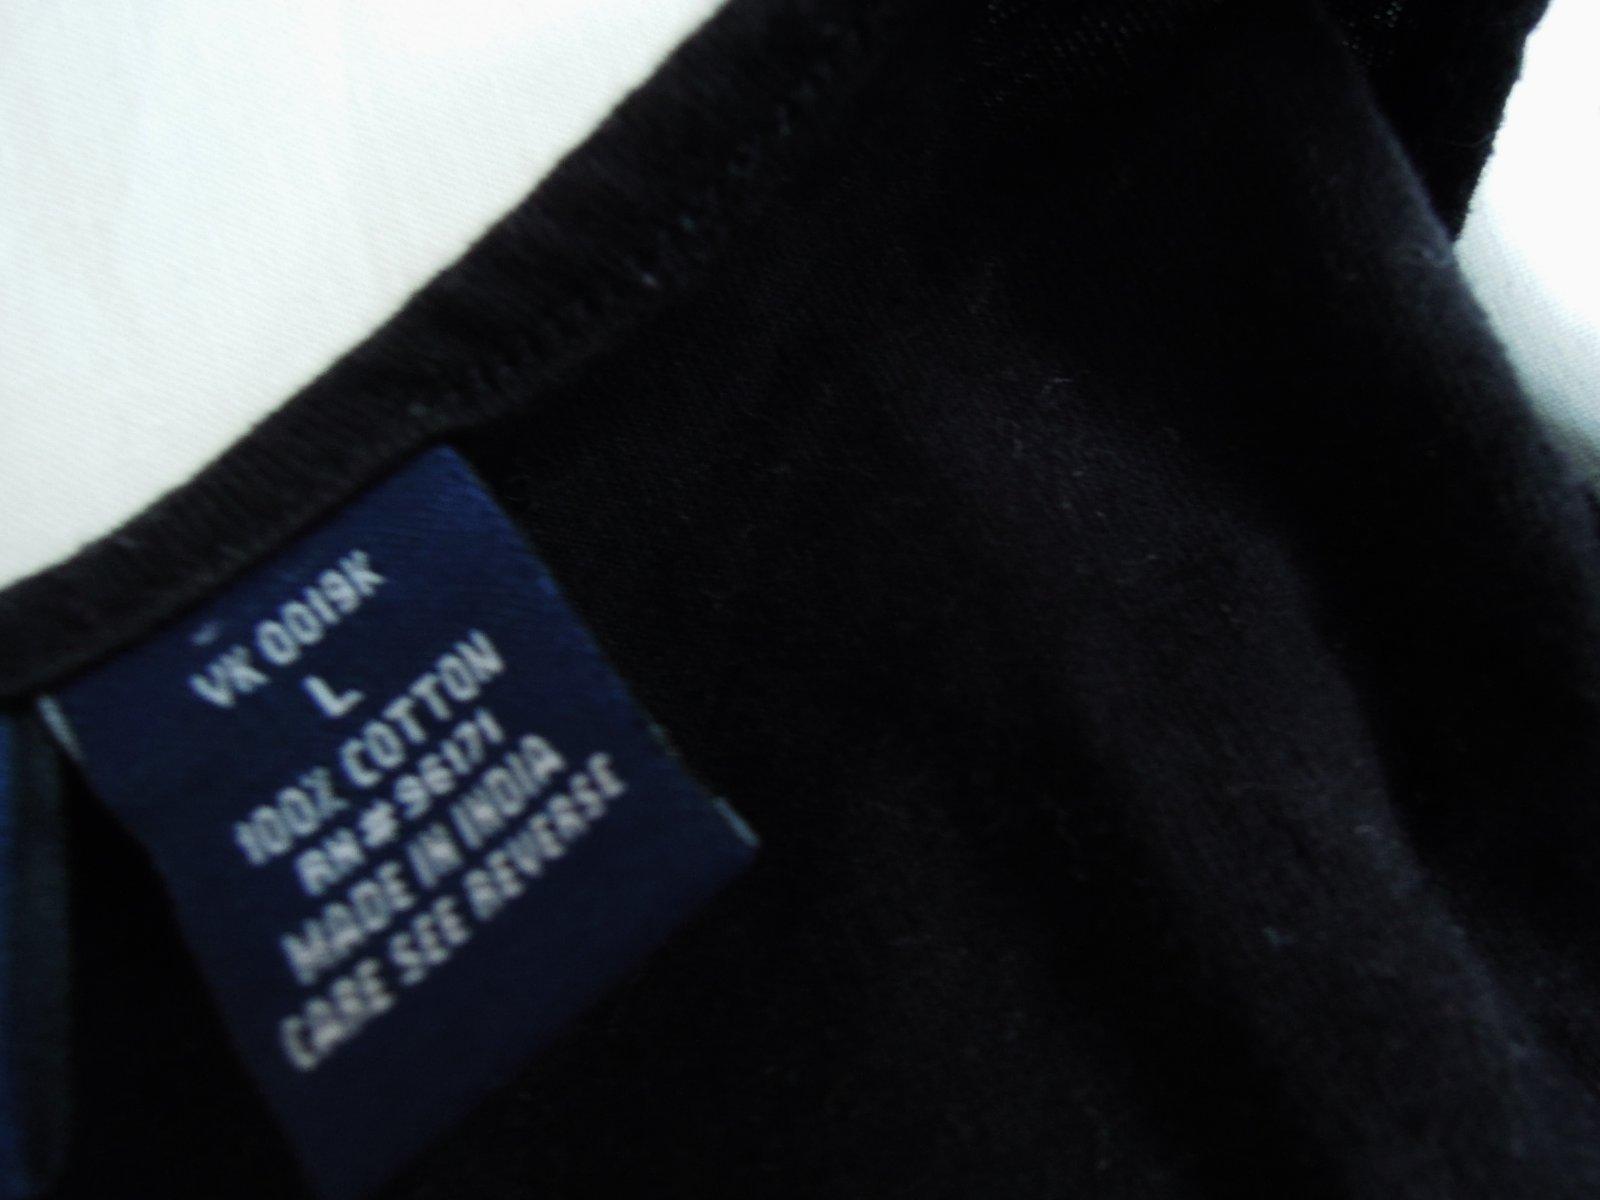 VK 0019K
L
100% COTTON
RN#96171
MADE IN INDIA
CARE SEE REVERSE